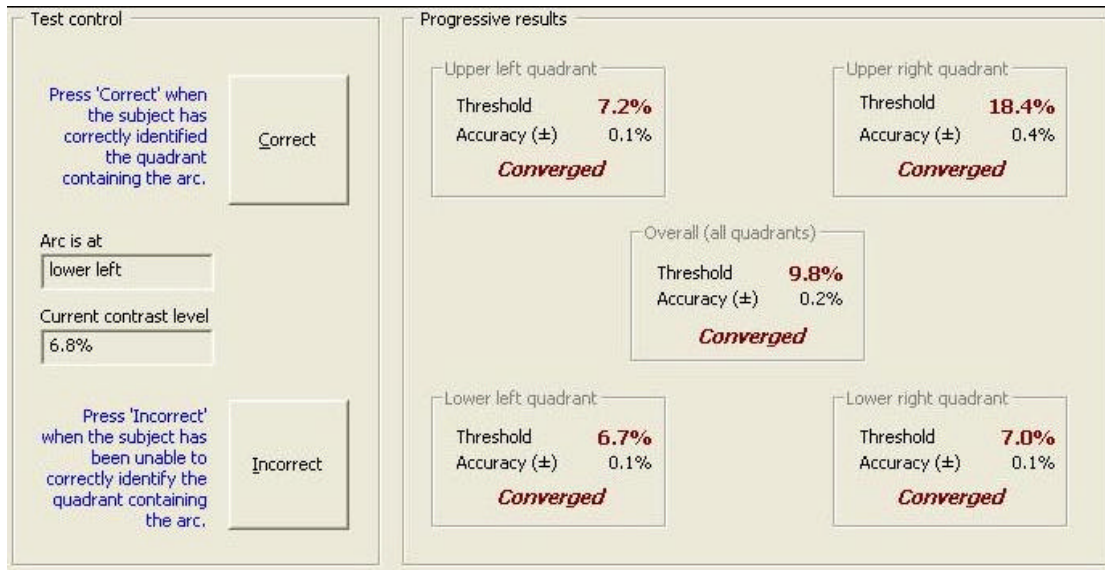 Test control
Press 'Correct' when
the subject has
correctly identified
the quadrant
containing the arc.
Correct
Arc is at
lower left
Current contrast level
6.8%
Press 'Incorrect'
when the subject has
been unable to
correctly identify the
quadrant containing
the arc.
Incorrect
Progressive results
Upper left quadrant
Threshold 7.2%
Accuracy (±) 0.1%
Converged
Upper right quadrant
Threshold 18.4%
Accuracy (±) 0.4%
Converged
Overall (all quadrants)
Threshold 9.8%
Accuracy (±) 0.2%
Converged
Lower left quadrant
Threshold 6.7%
Accuracy (±) 0.1%
Converged
Lower right quadrant
Threshold 7.0%
Accuracy (±) 0.1%
Converged